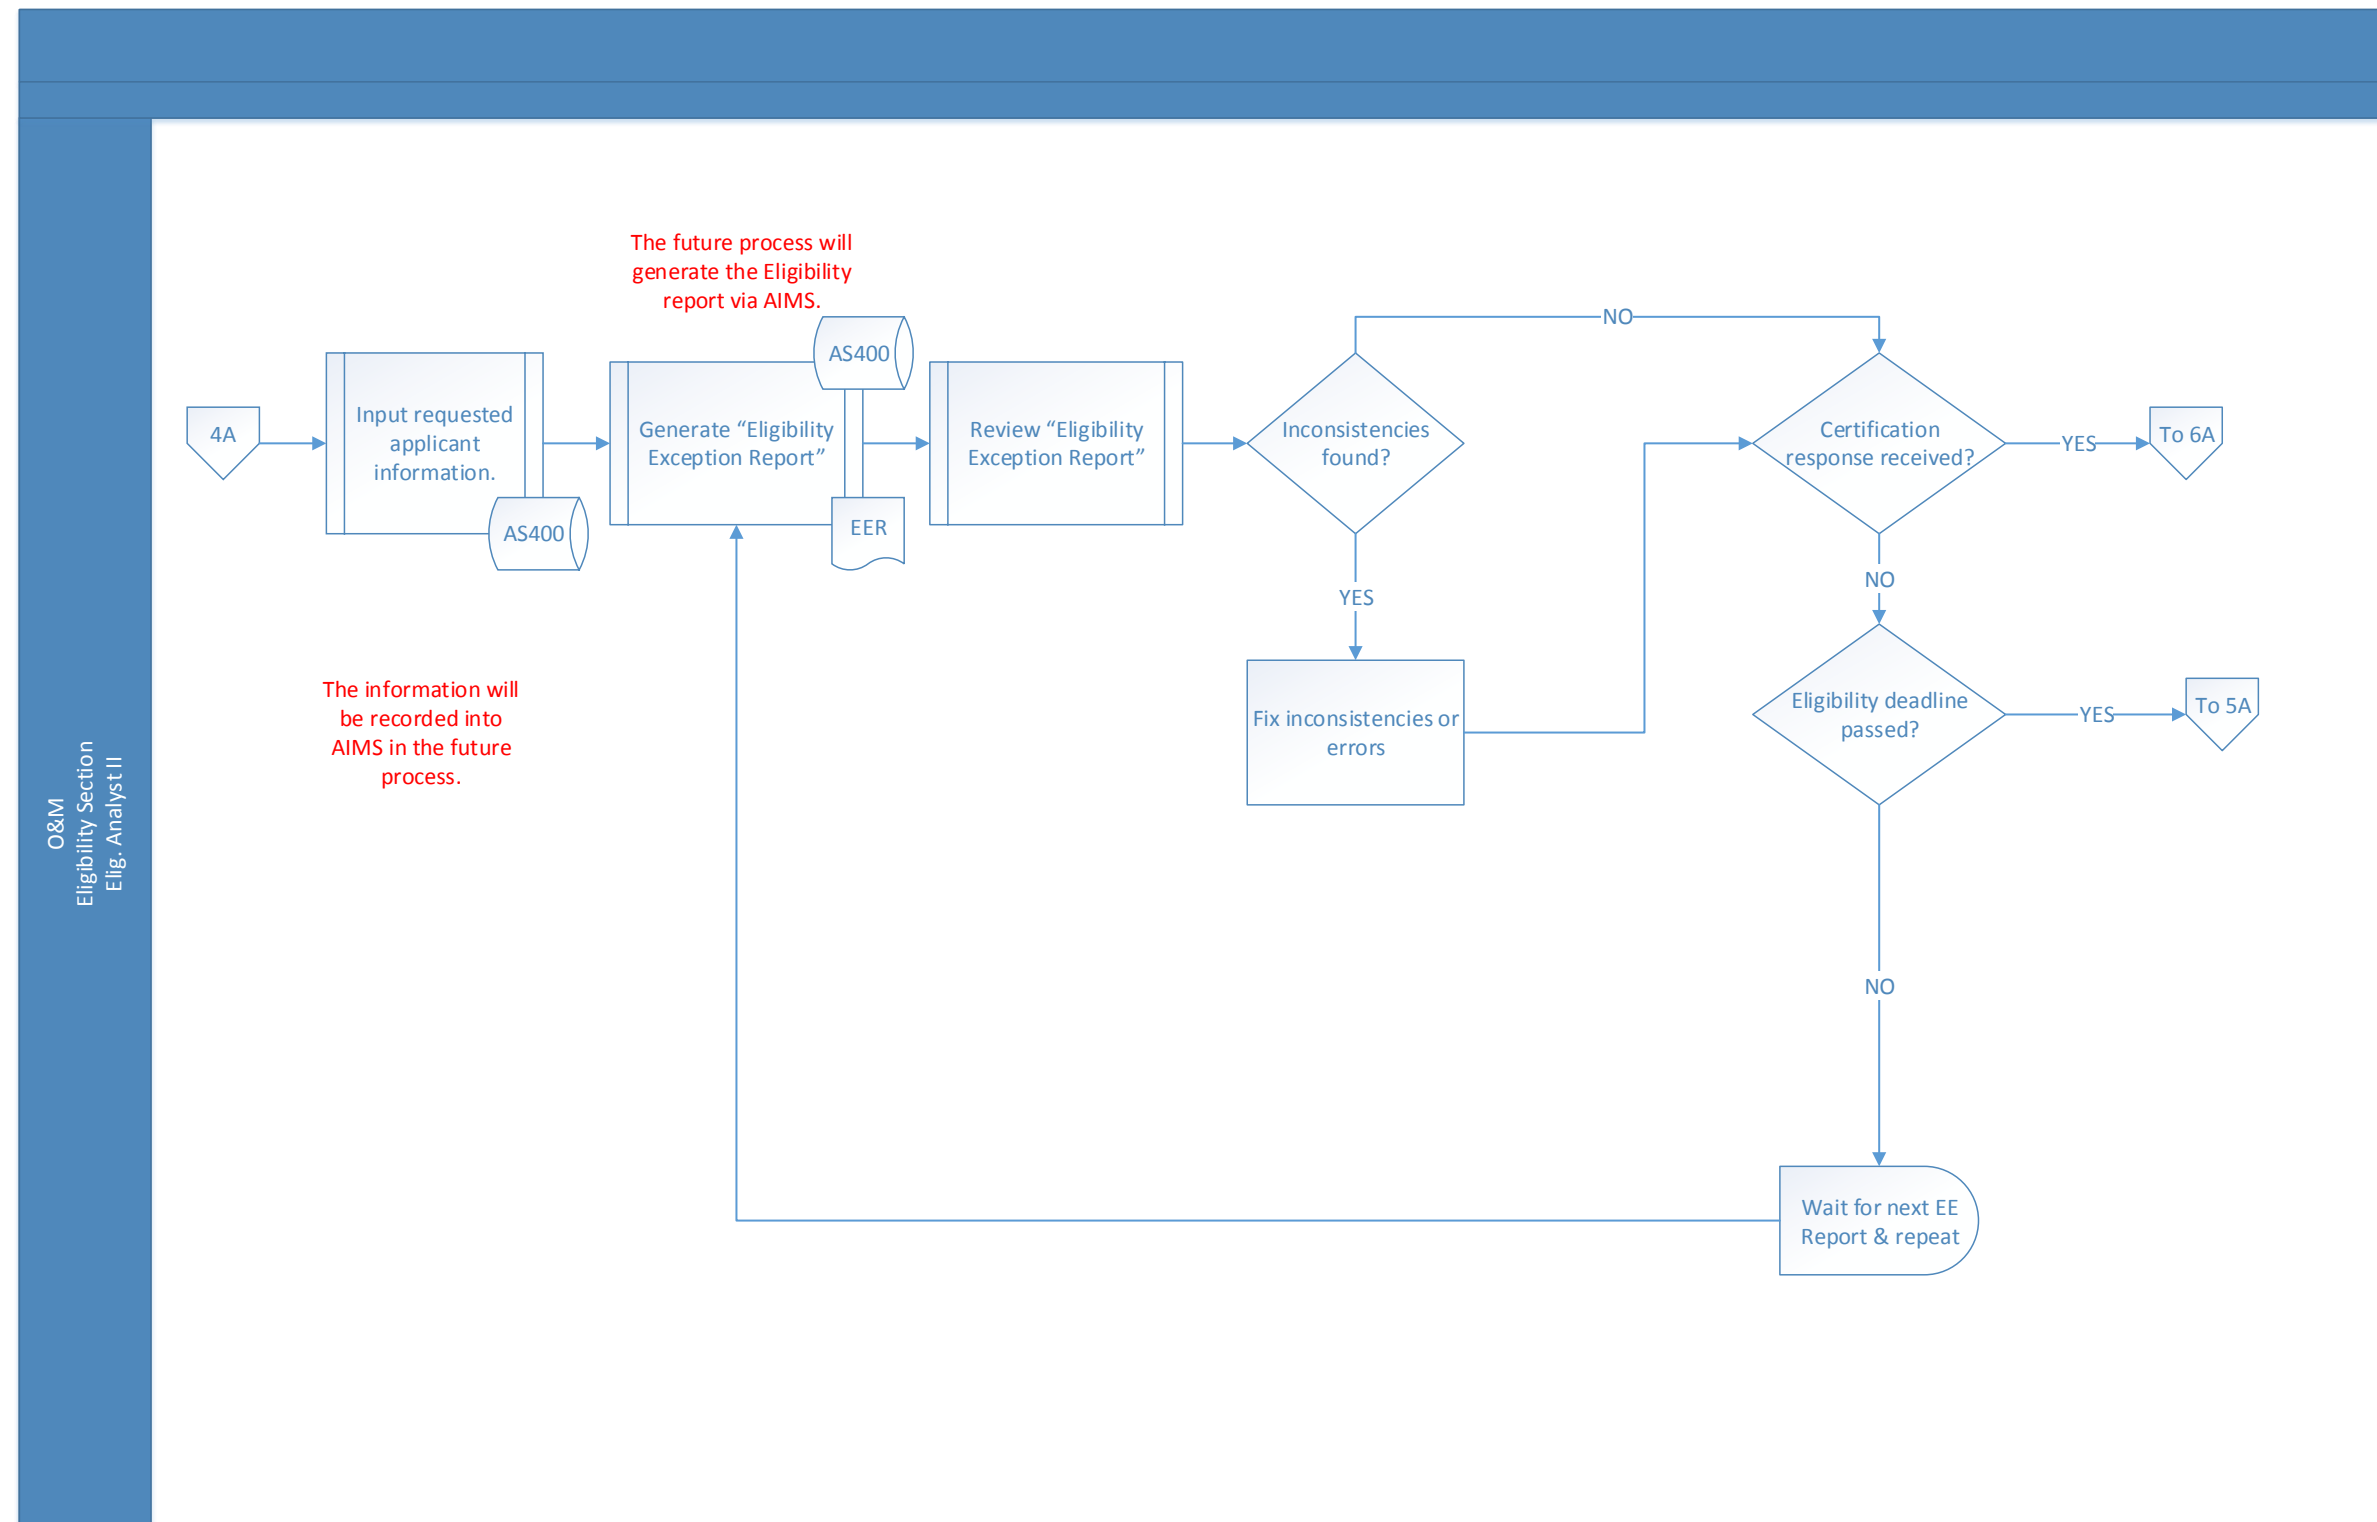 O&M
Eligibility Section
Elig. Analyst II
4A
Input requested
applicant
information.
AS400
The information will
be recorded into
AIMS in the future
process.
The future process will
generate the Eligibility
report via AIMS.
AS400
Generate “Eligibility
Exception Report”
EER
Review “Eligibility
Exception Report”
Inconsistencies
found?
NO
YES
Fix inconsistencies or
errors
Certification
response received?
YES
To 6A
NO
Eligibility deadline
passed?
YES
To 5A
NO
Wait for next EE
Report & repeat